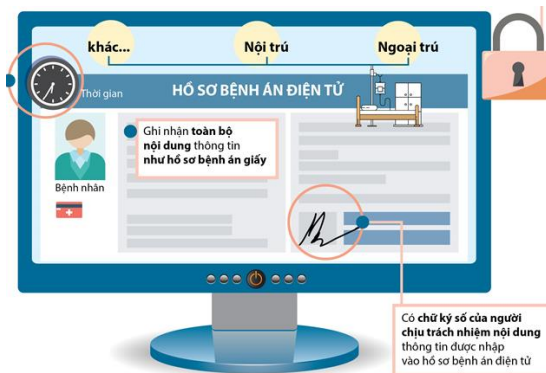 khác... Nội trú Ngoại trú
Thời gian
HỒ SƠ BỆNH ÁN ĐIỆN TỬ
Ghi nhận toàn bộ
nội dung thông tin
như hồ sơ bệnh án giấy
Bệnh nhân
Có chữ ký số của người
chịu trách nhiệm nội dung
thông tin được nhập
vào hồ sơ bệnh án điện tử